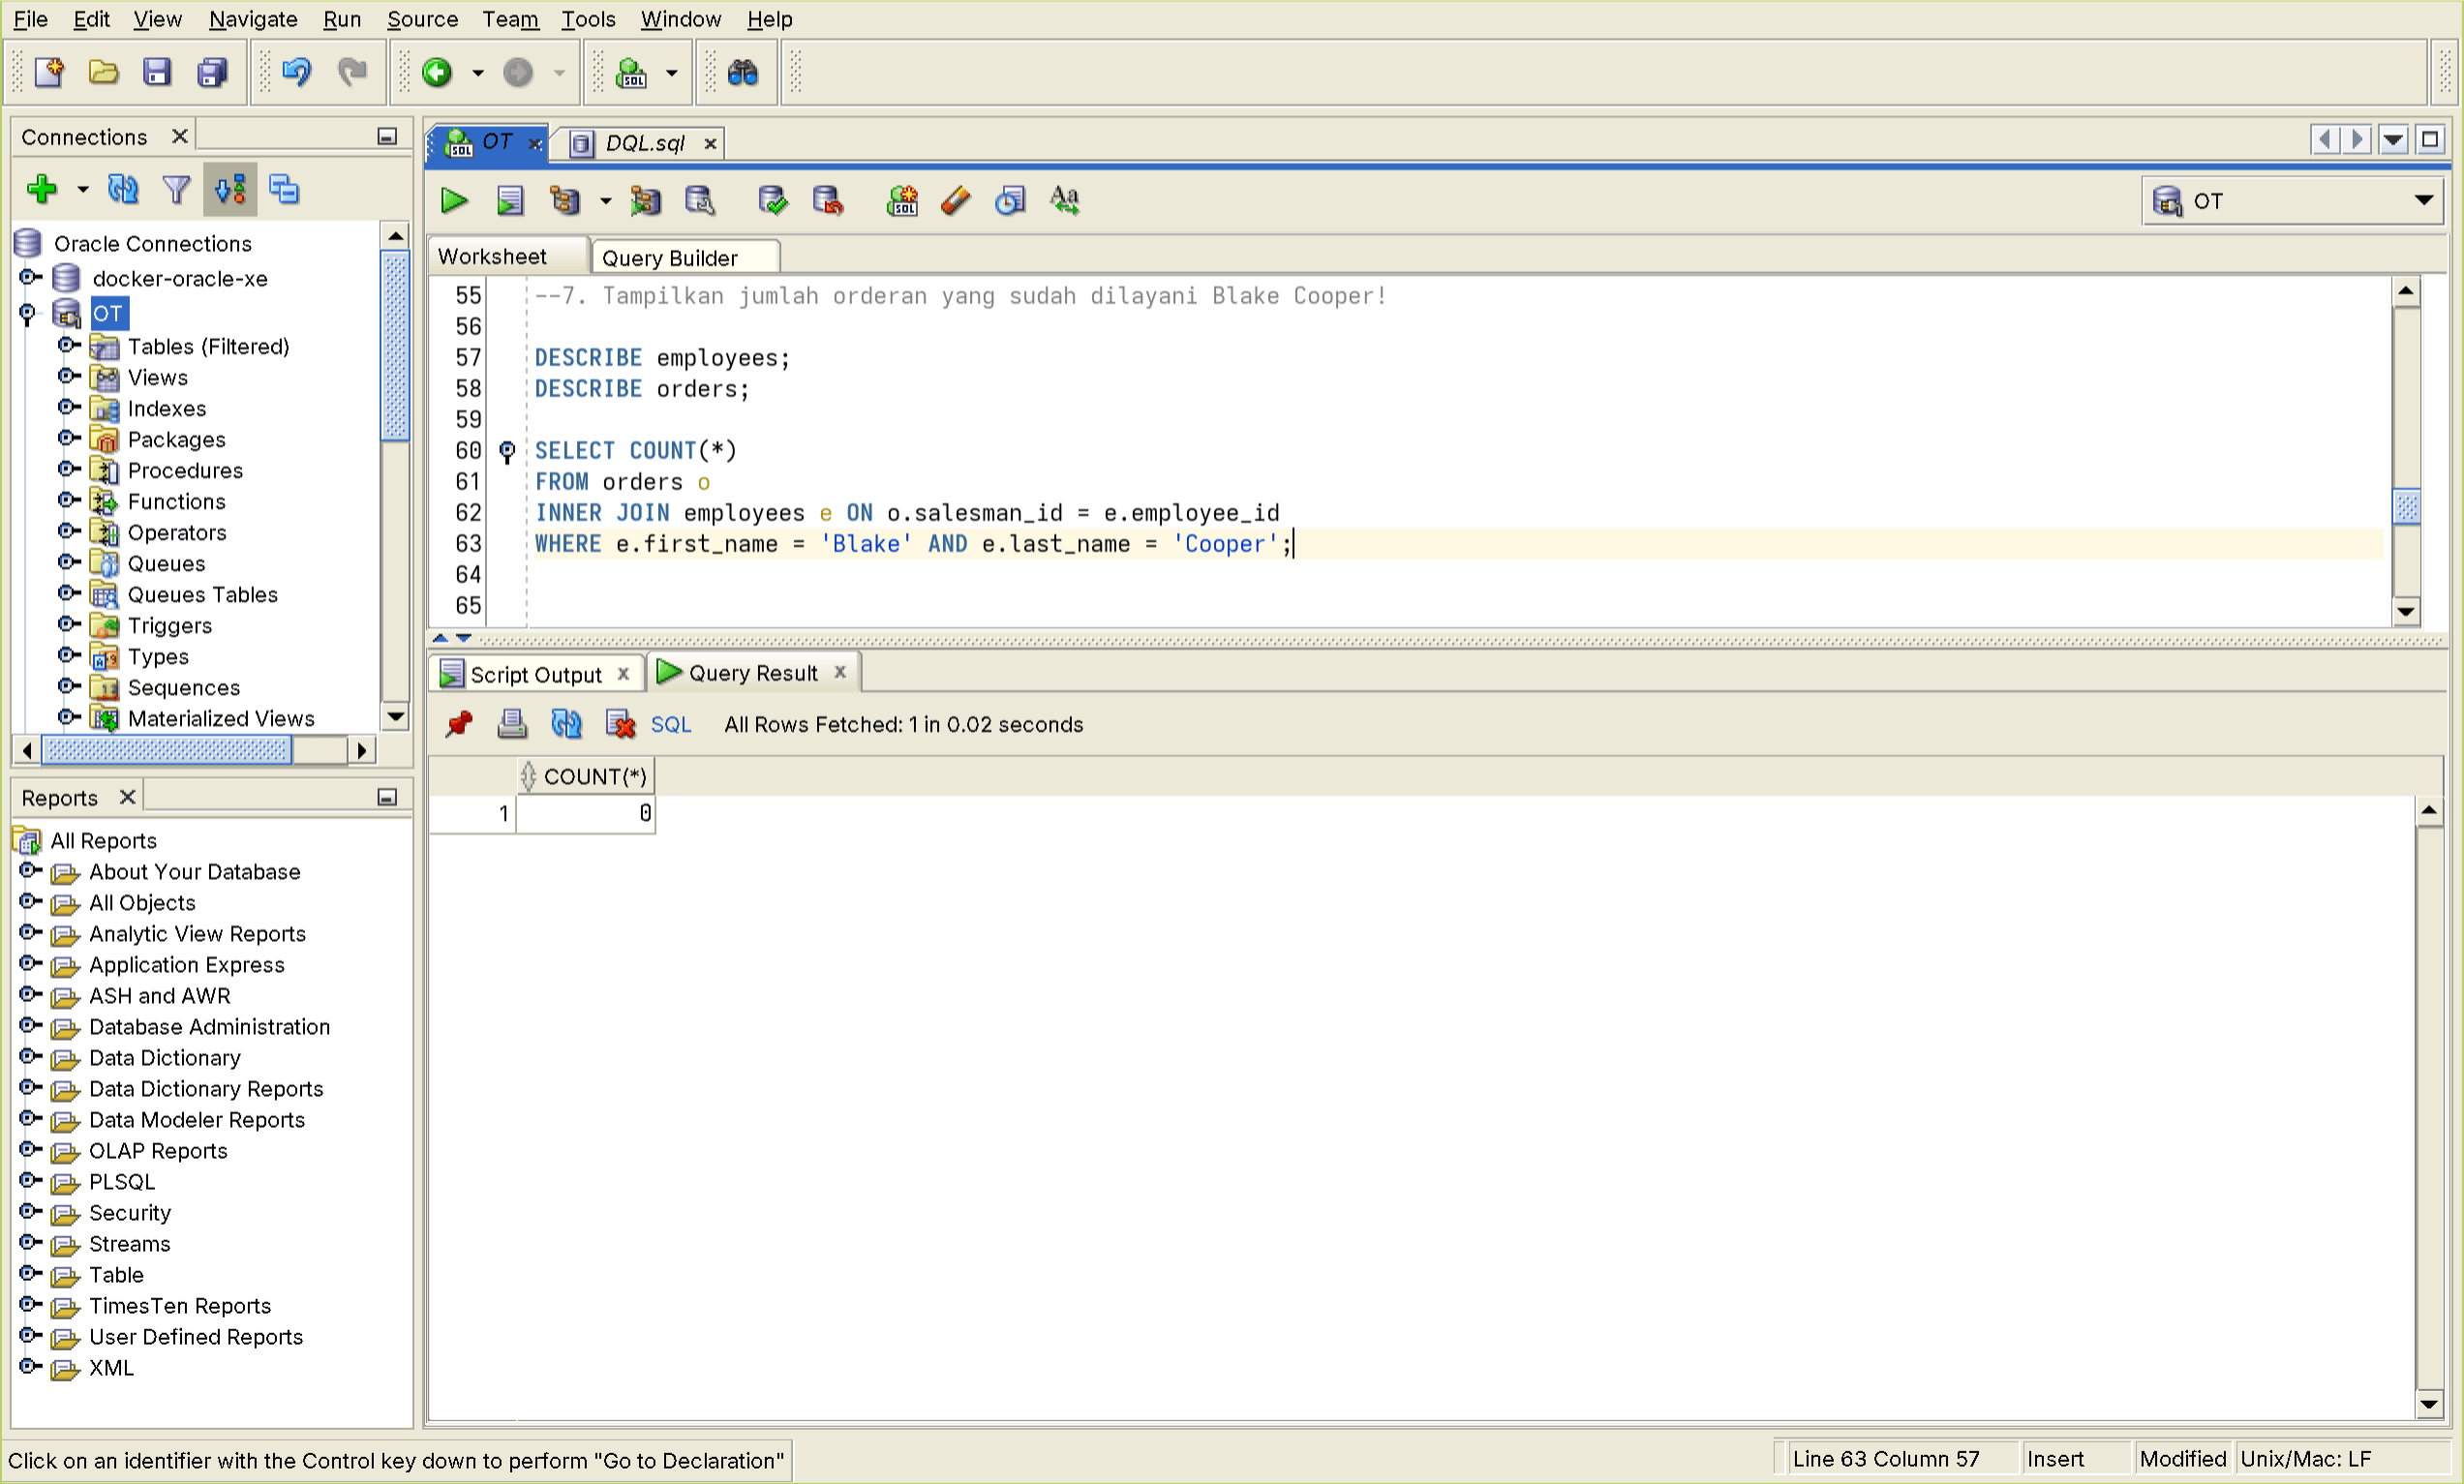 File Edit View Navigate Run Source Team Tools Window Help
SQL
Connections
Oracle Connections
docker-oracle-xe
OT
Tables (Filtered)
Views
Indexes
Packages
Procedures
Functions
Operators
Queues
Queues Tables
Triggers
Types
Sequences
Materialized Views
Reports
All Reports
About Your Database
All Objects
Analytic View Reports
Application Express
ASH and AWR
Database Administration
Data Dictionary
Data Dictionary Reports
Data Modeler Reports
OLAP Reports
PLSQL
Security
Streams
Table
TimesTen Reports
User Defined Reports
XML
SQL OT DQL.sql
SQL Aa OT
Worksheet Query Builder
55 --7. Tampilkan jumlah orderan yang sudah dilayani Blake Cooper!
56
57 DESCRIBE employees;
58 DESCRIBE orders;
59
60 SELECT COUNT(*)
61 FROM orders o
62 INNER JOIN employees e ON o.salesman_id = e.employee_id
63 WHERE e.first_name = 'Blake' AND e.last_name = 'Cooper';
64
65
Script Output Query Result
SQL All Rows Fetched: 1 in 0.02 seconds
COUNT(*)
1 0
Click on an identifier with the Control key down to perform "Go to Declaration" Line 63 Column 57 Insert Modified Unix/Mac: LF